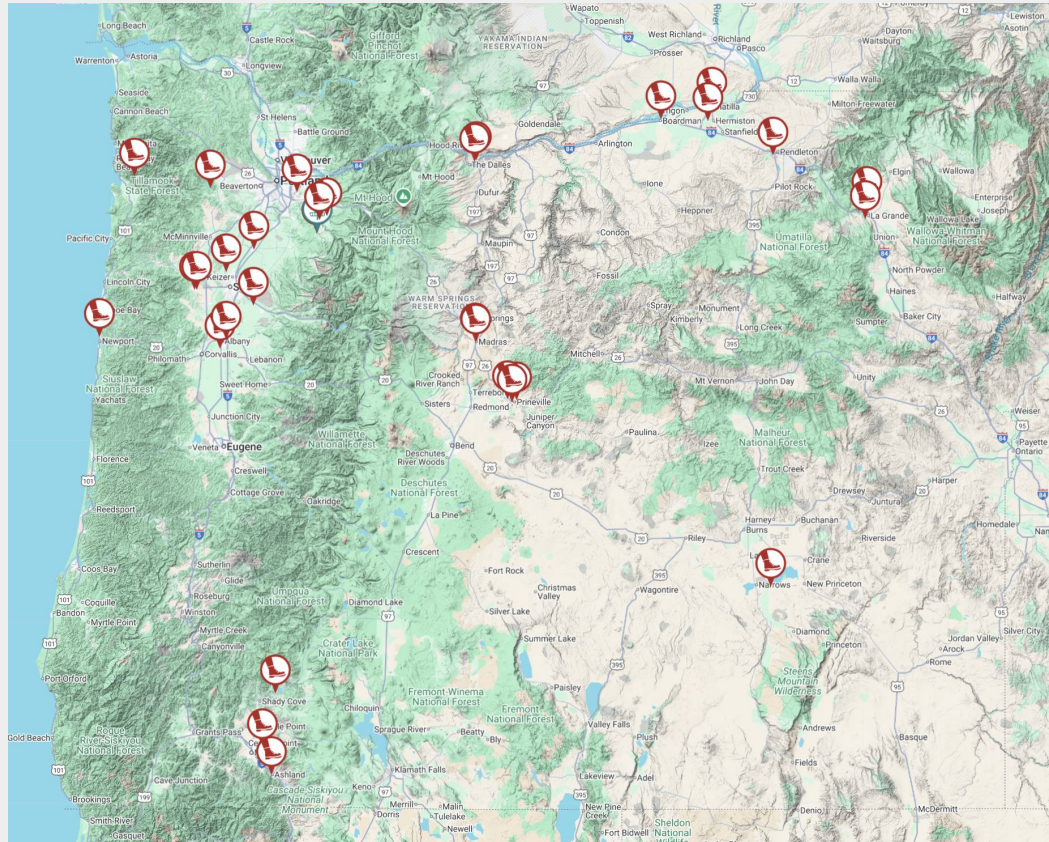 Long Beach
Castle Rock
Gifford
Pinchot
National Forest
YAKAMA INDIAN
RESERVATION
Wapato
Toppenish
River
West Richland
Richland
Pasco
Prosser
Dayton
Waitsburg
Lewiston
Asotin
Astoria
Warrenton
Longview
Walla Walla
Milton-Freewater
Seaside
Cannon Beach
St Helens
Battle Ground
Goldendale
Boardman
Hermiston
Stanfield
Arlington
Pendleton
Pilot Rock
Elgin
Wallowa
Enterprise
Joseph
Tillamook
State Forest
Beaverton
The Dalles
Mt Hood
Dufur
Ione
Heppner
La Grande
Wallowa Lake
Wallowa-Whitman
National Forest
Union
Mt Hood
Mount Hood
National Forest
Pacific City
McMinnville
Maupin
Condon
Umatilla
National Forest
North Powder
Haines
Halfway
Baker City
Sumpter
Lincoln City
Keizer
WARM SPRINGS
RESERVATION
Fossil
Spray
Monument
Kimberly
Long Creek
Newport
Albany
Philomath
Corvallis
Lebanon
Madras
Mitchell
Mt Vernon
John Day
Unity
Weiser
Payette
Ontario
Siuslaw
National Forest
Yachats
Sweet Home
Crooked
River Ranch
Sisters
Redmond
Prineville
Juniper
Canyon
Junction City
Willamette
National Forest
Paulina
Izee
Malheur
National Forest
Veneta
Eugene
Bend
Deschutes
River Woods
Trout Creek
Florence
Creswell
Cottage Grove
Oakridge
Deschutes
National Forest
La Pine
Drewsey
Juntura
Harper
Reedsport
Harney
Burns
Buchanan
Riley
Riverside
Homedale
Crescent
Sutherlin
Glide
Roseburg
Winston
Coos Bay
Coquille
Bandon
Myrtle Point
Umpqua
National Forest
Diamond Lake
Fort Rock
Christmas
Valley
Silver Lake
Wagontire
Crane
Narrows
New Princeton
Myrtle Creek
Canyonville
Crater Lake
National Park
Summer Lake
Diamond
Princeton
Jordan Valley
Silver City
Arock
Rome
Port Orford
Shady Cove
Chiloquin
Fremont-Winema
National Forest
Fremont
National
Forest
Paisley
Steens
Mountain
Wilderness
Gold Beach
Rogue
River-Siskiyou
National Forest
Grants Pass
Sprague River
Beatty
Bly
Valley Falls
Plush
Andrews
Basque
Fields
Ashland
Cave Junction
Cascade-Siskiyou
National
Monument
Keno
Klamath Falls
Lakeview
Adel
Brookings
Smith River
Gasquet
Merrill
Malin
Dorris
Tulelake
Newell
New Pine
Creek
Fort Bidwell
Sheldon
National
Denio
McDermitt